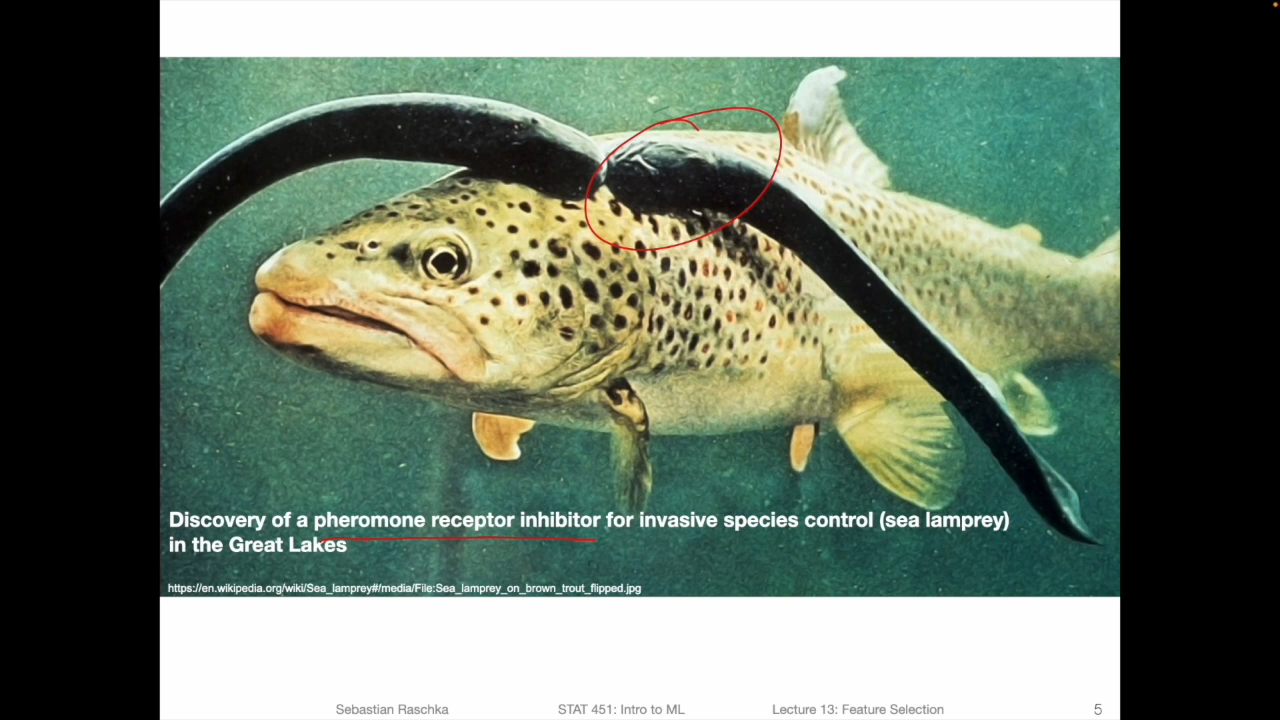 Discovery of a pheromone receptor inhibitor for invasive species control (sea lamprey)
in the Great Lakes
https://en.wikipedia.org/wiki/Sea_lamprey#/media/File:Sea_lamprey_on_brown_trout_flipped.jpg
Sebastian Raschka STAT 451: Intro to ML Lecture 13: Feature Selection 5